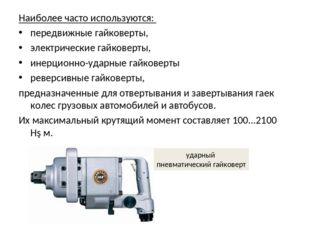 Наиболее часто используются:
• передвижные гайковерты,
• электрические гайковерты,
• инерционно-ударные гайковерты
• реверсивные гайковерты,
предназначенные для отвертывания и завертывания гаек
колес грузовых автомобилей и автобусов.
Их максимальный крутящий момент составляет 100...2100
Нş м.
ударный
пневматический гайковерт